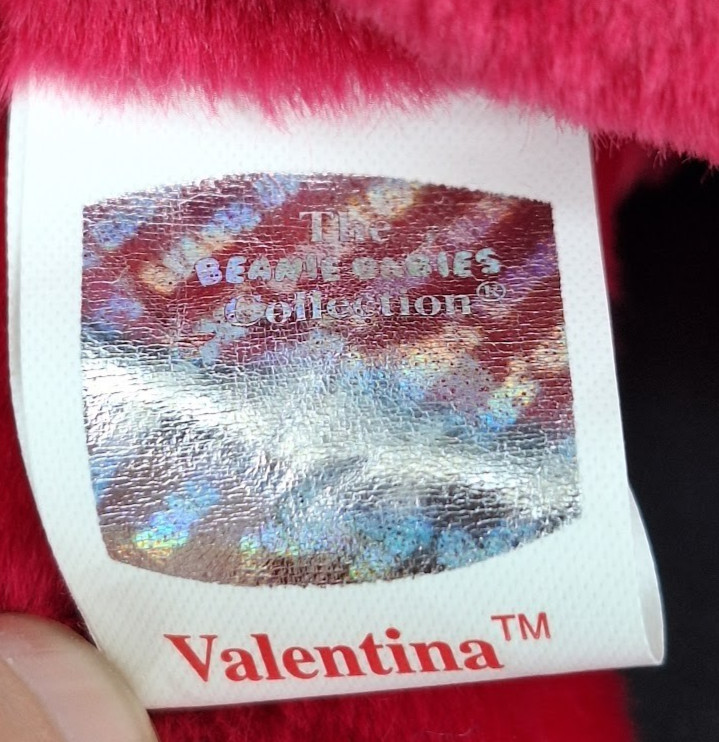 The
BEANIE BABIES
Collection®
Valentina™